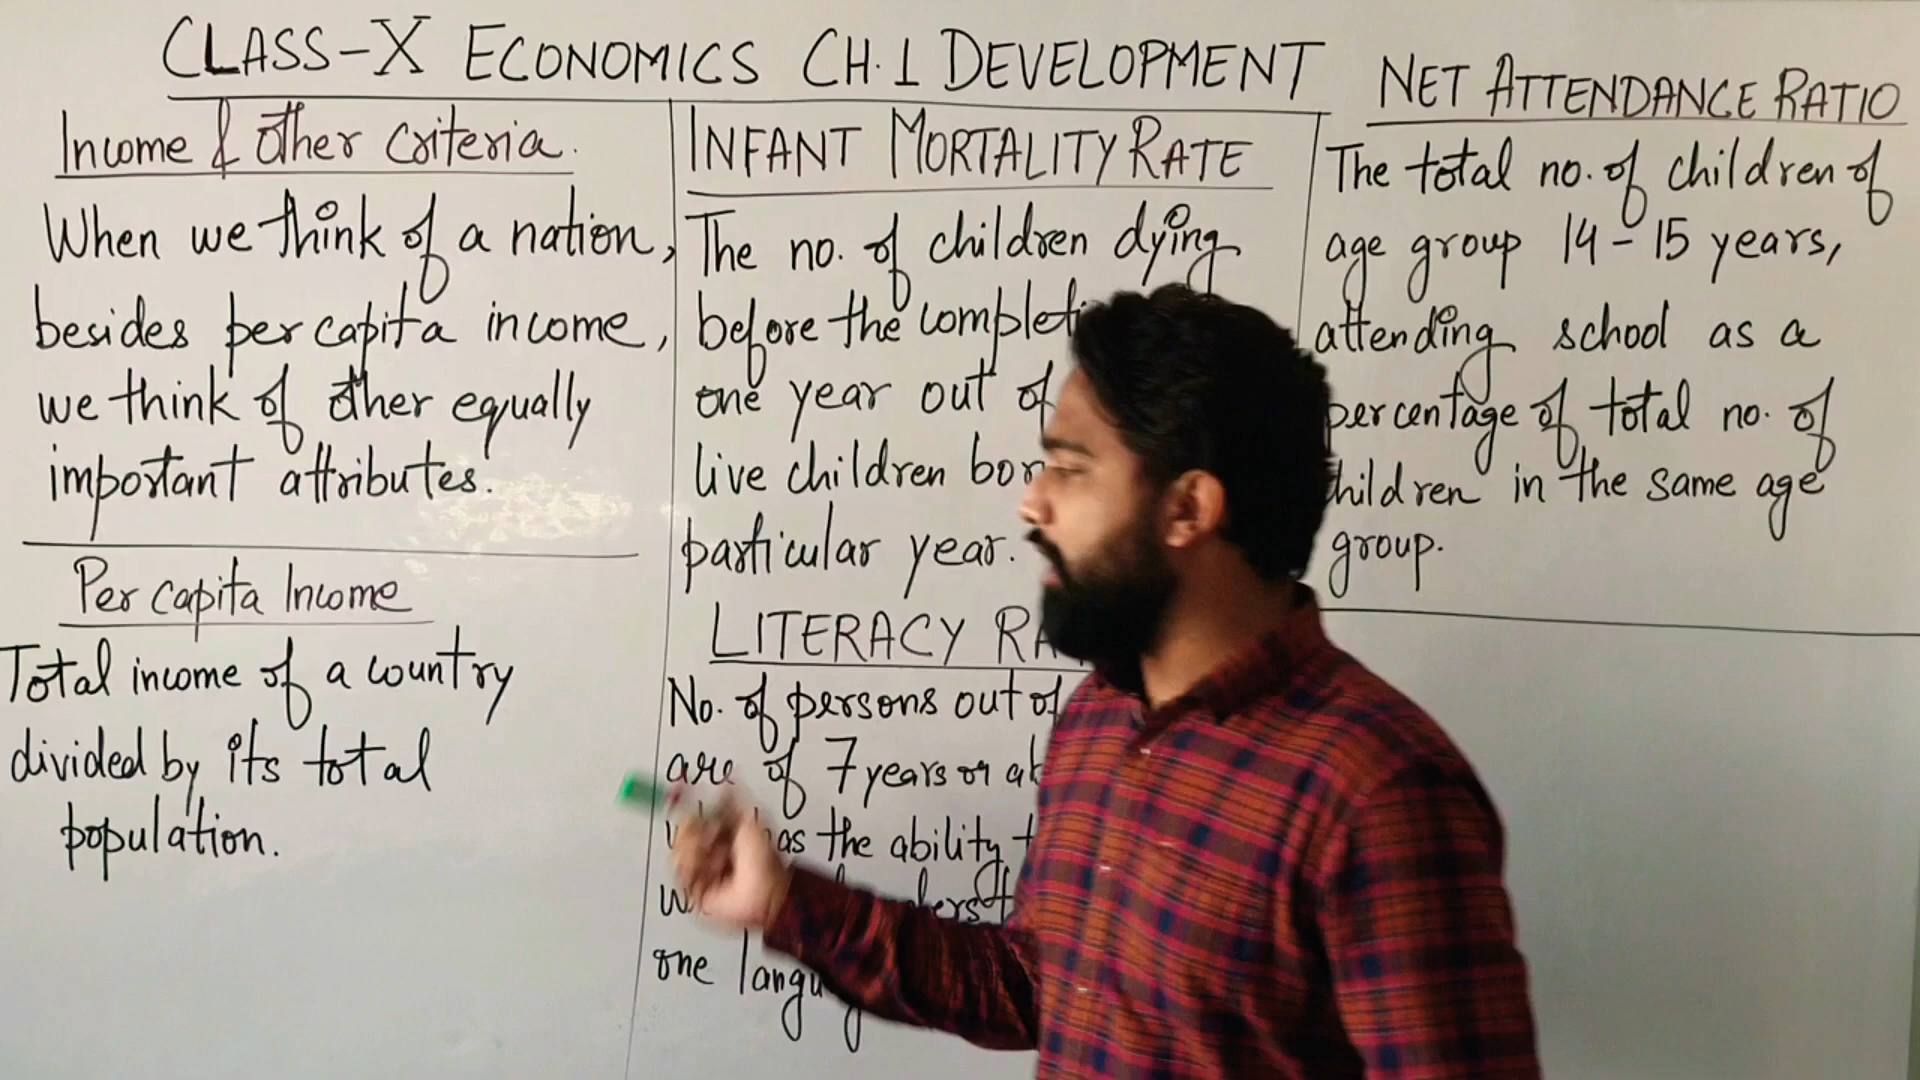 CLASS-X ECONOMICS CH.1 DEVELOPMENT
Income & other criteria.
When we think of a nation,
besides per capita income,
we think of other equally
important attributes.
Per capita Income
Total income of a country
divided by its total
population.
INFANT MORTALITY RATE
The no. of children dying
before the
one year out of
live children
particular year.
LITERACY
No. of persons out of
are of 7 years or
the ability
one
NET ATTENDANCE RATIO
The total no. of children of
age group 14-15 years,
attending school as a
percentage of total no. of
children in the same age
group.